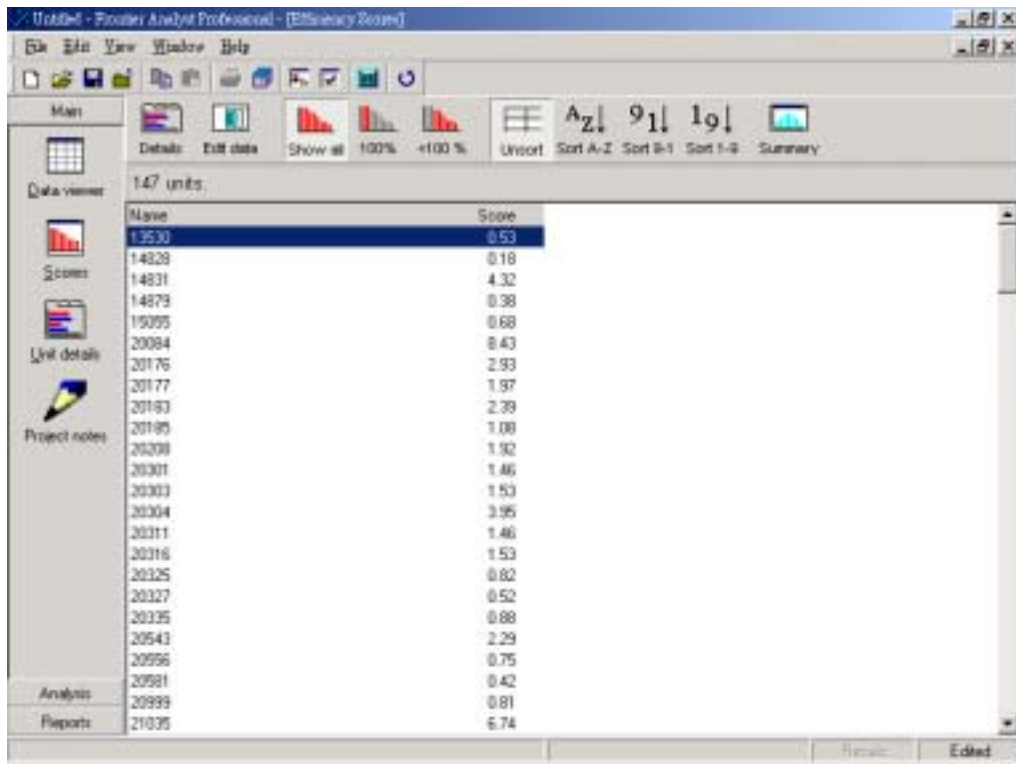 Untitled - Frontier Analyst Professional - [Efficiency Scores]
File Edit View Window Help
Main
Details Edit data Show all 100% <100 % Unsort Sort A-Z Sort 9-1 Sort 1-9 Summary
147 units.
Data viewer
Scores
Unit details
Project notes
Analysis
Reports
Name Score
13530 0.53
14828 0.18
14831 4.32
14879 0.38
15055 0.68
20084 8.43
20176 2.93
20177 1.97
20183 2.39
20185 1.08
20208 1.92
20301 1.46
20303 1.53
20304 3.95
20311 1.46
20316 1.53
20325 0.82
20327 0.52
20335 0.88
20543 2.29
20556 0.75
20581 0.42
20999 0.81
21035 6.74
Recalc Edited